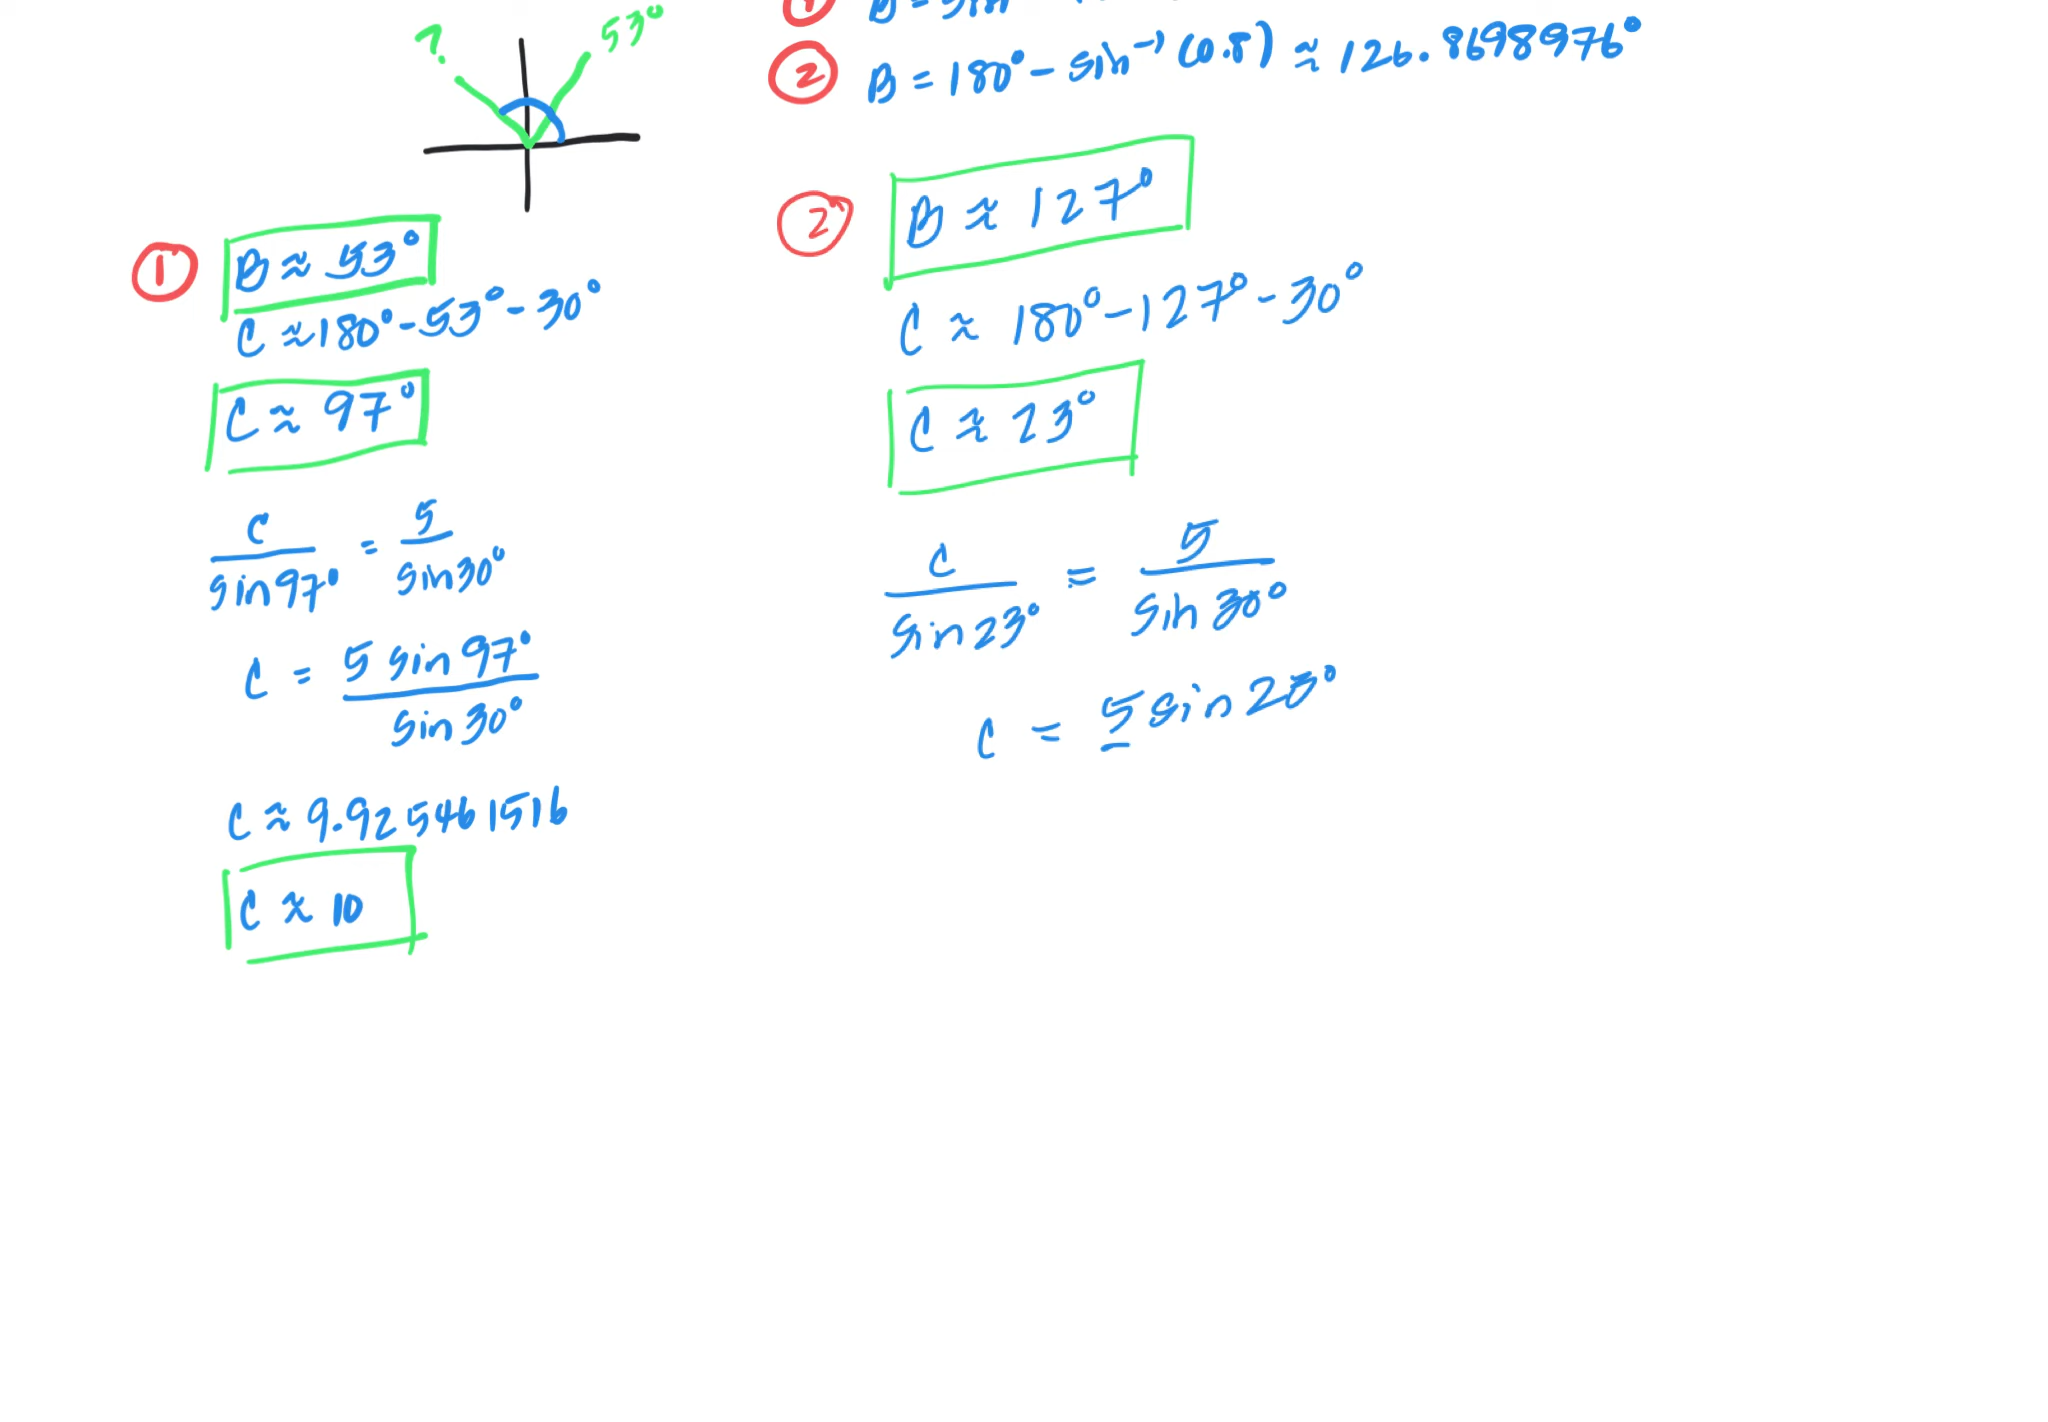 ? 53°
② B = 180° - sin⁻¹(0.8) ≈ 126.8698976°
① B ≈ 53°
C ≈ 180° - 53° - 30°
C ≈ 97°
c/sin 97° = 5/sin 30°
c = 5 sin 97°/sin 30°
c ≈ 9.925461516
c ≈ 10
② B ≈ 127°
C ≈ 180° - 127° - 30°
C ≈ 23°
c/sin 23° = 5/sin 30°
c = 5 sin 23°